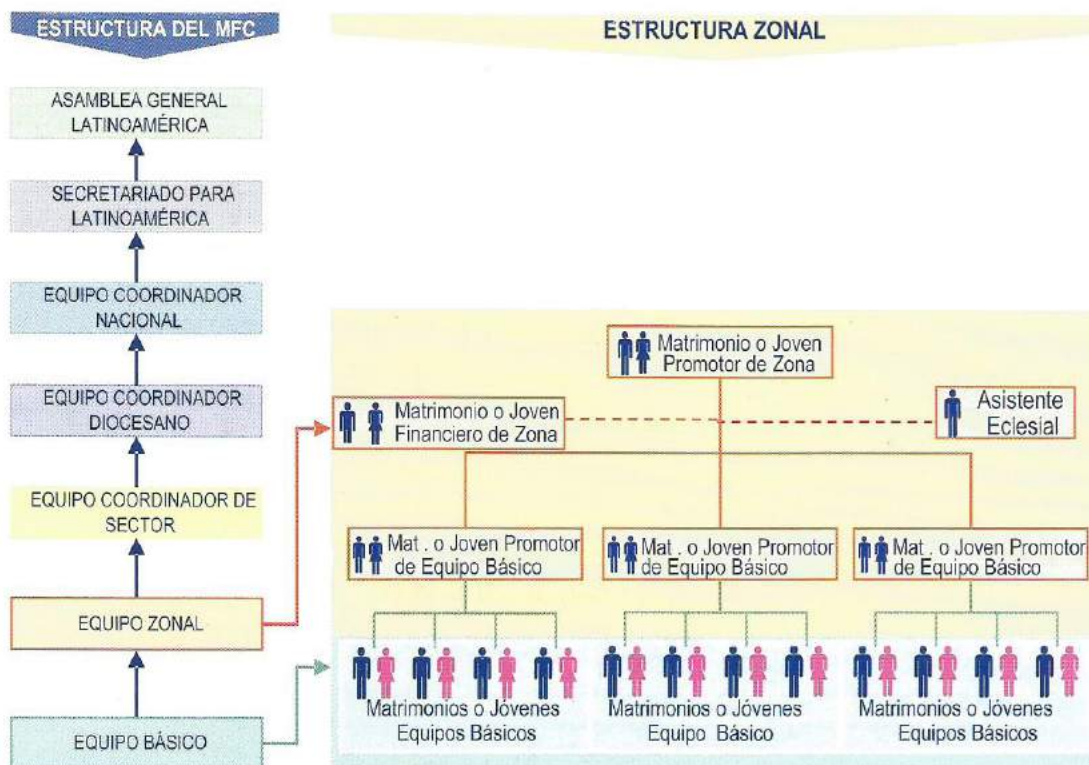 ESTRUCTURA DEL MFC
ASAMBLEA GENERAL
LATINOAMÉRICA
SECRETARIADO PARA
LATINOAMÉRICA
EQUIPO COORDINADOR
NACIONAL
EQUIPO COORDINADOR
DIOCESANO
EQUIPO COORDINADOR DE
SECTOR
EQUIPO ZONAL
EQUIPO BÁSICO
ESTRUCTURA ZONAL
Matrimonio o Joven
Promotor de Zona
Matrimonio o Joven
Financiero de Zona
Asistente
Eclesial
Mat . o Joven Promotor
de Equipo Básico
Mat . o Joven Promotor
de Equipo Básico
Mat . o Joven Promotor
de Equipo Básico
Matrimonios o Jóvenes
Equipos Básicos
Matrimonios o Jóvenes
Equipo Básico
Matrimonios o Jóvenes
Equipos Básicos